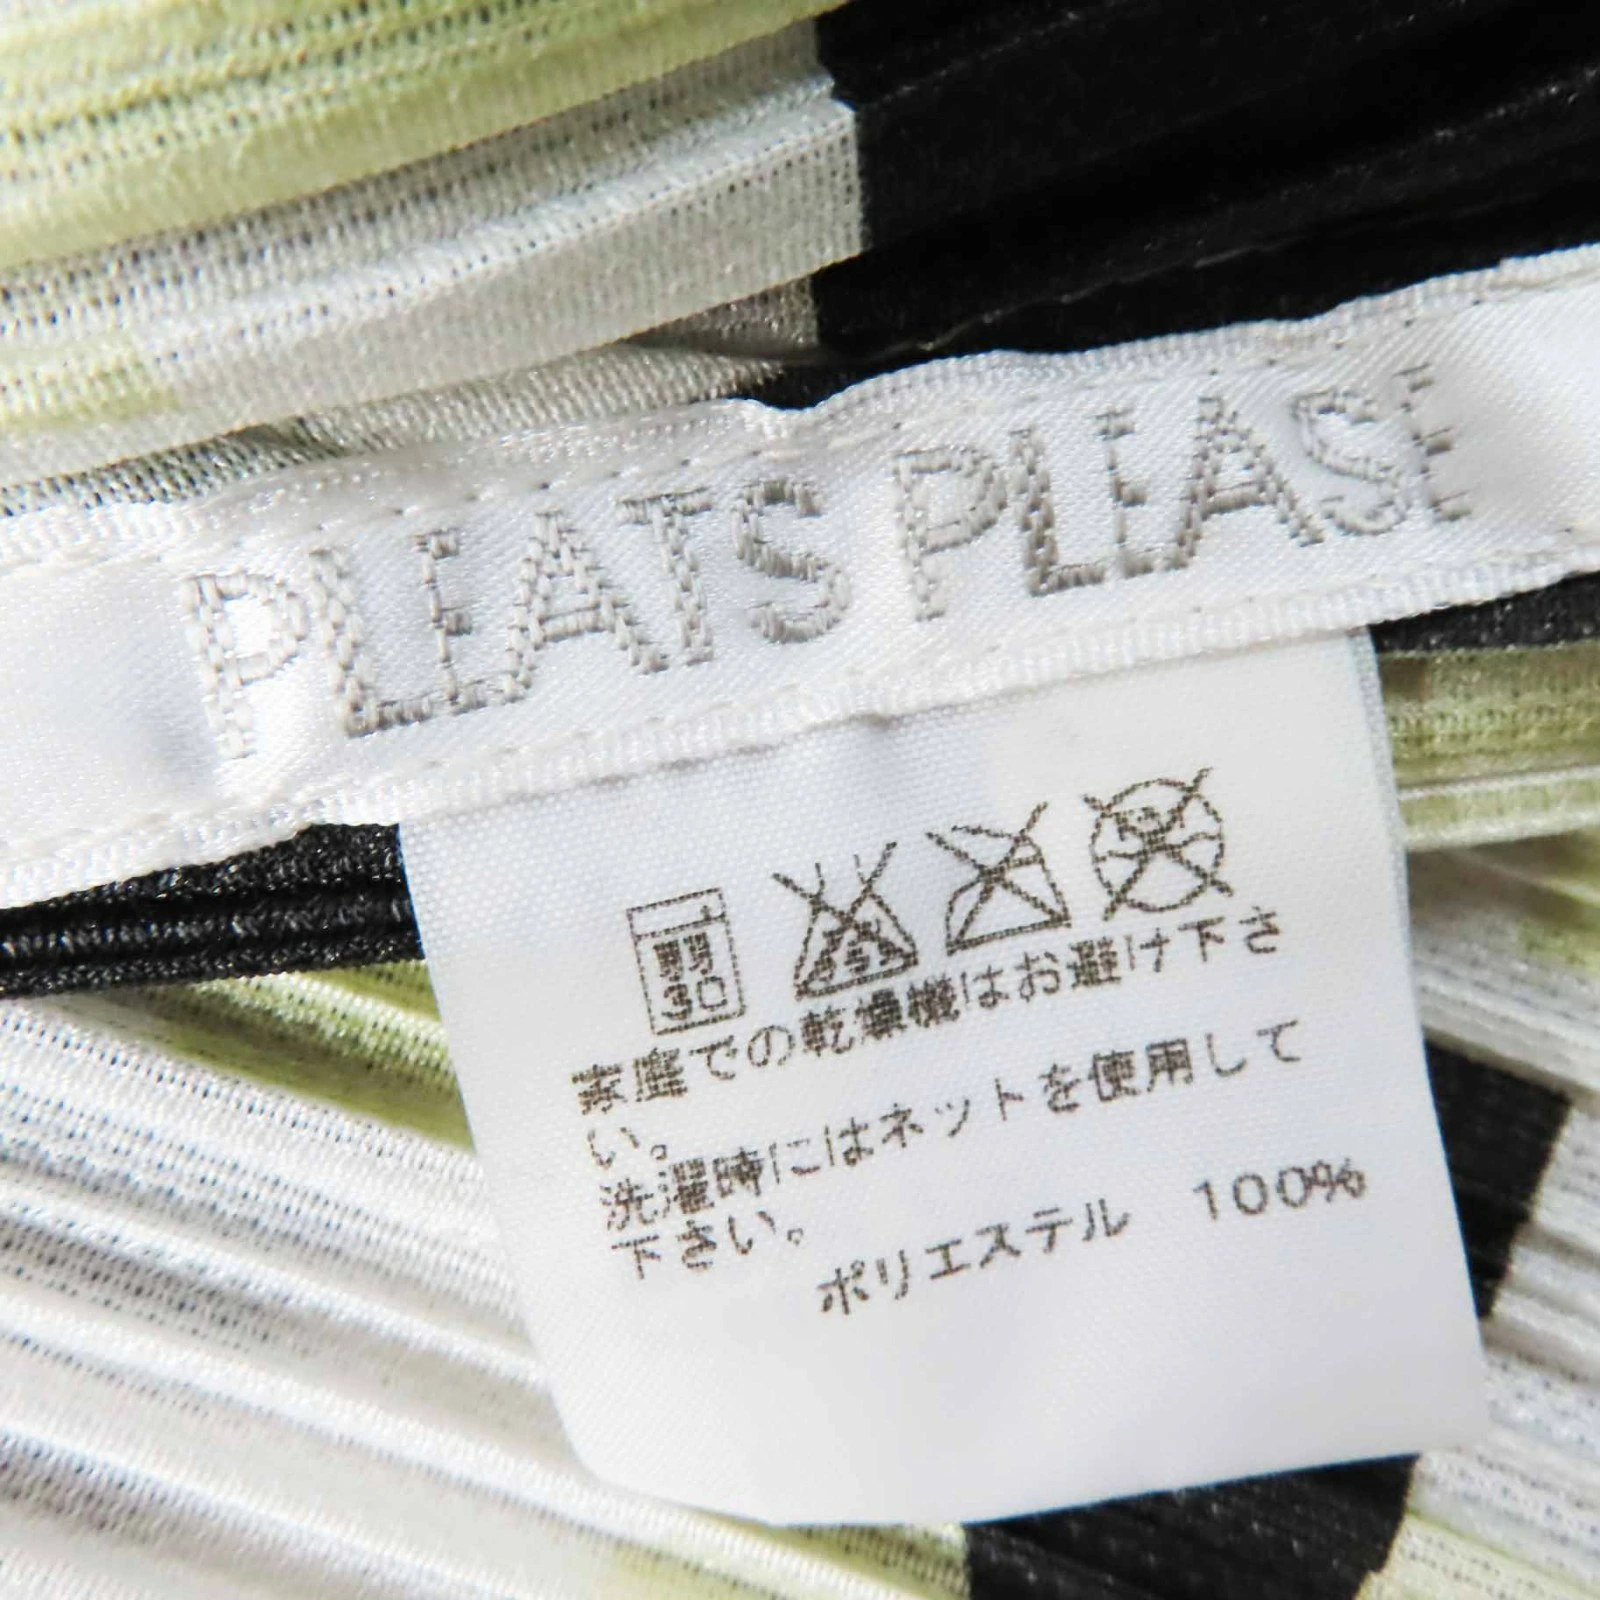 PLEATS PLEASE
弱
30
家庭での乾燥機はお避け下さ
い。
洗濯時にはネットを使用して
下さい。
ポリエステル 100%